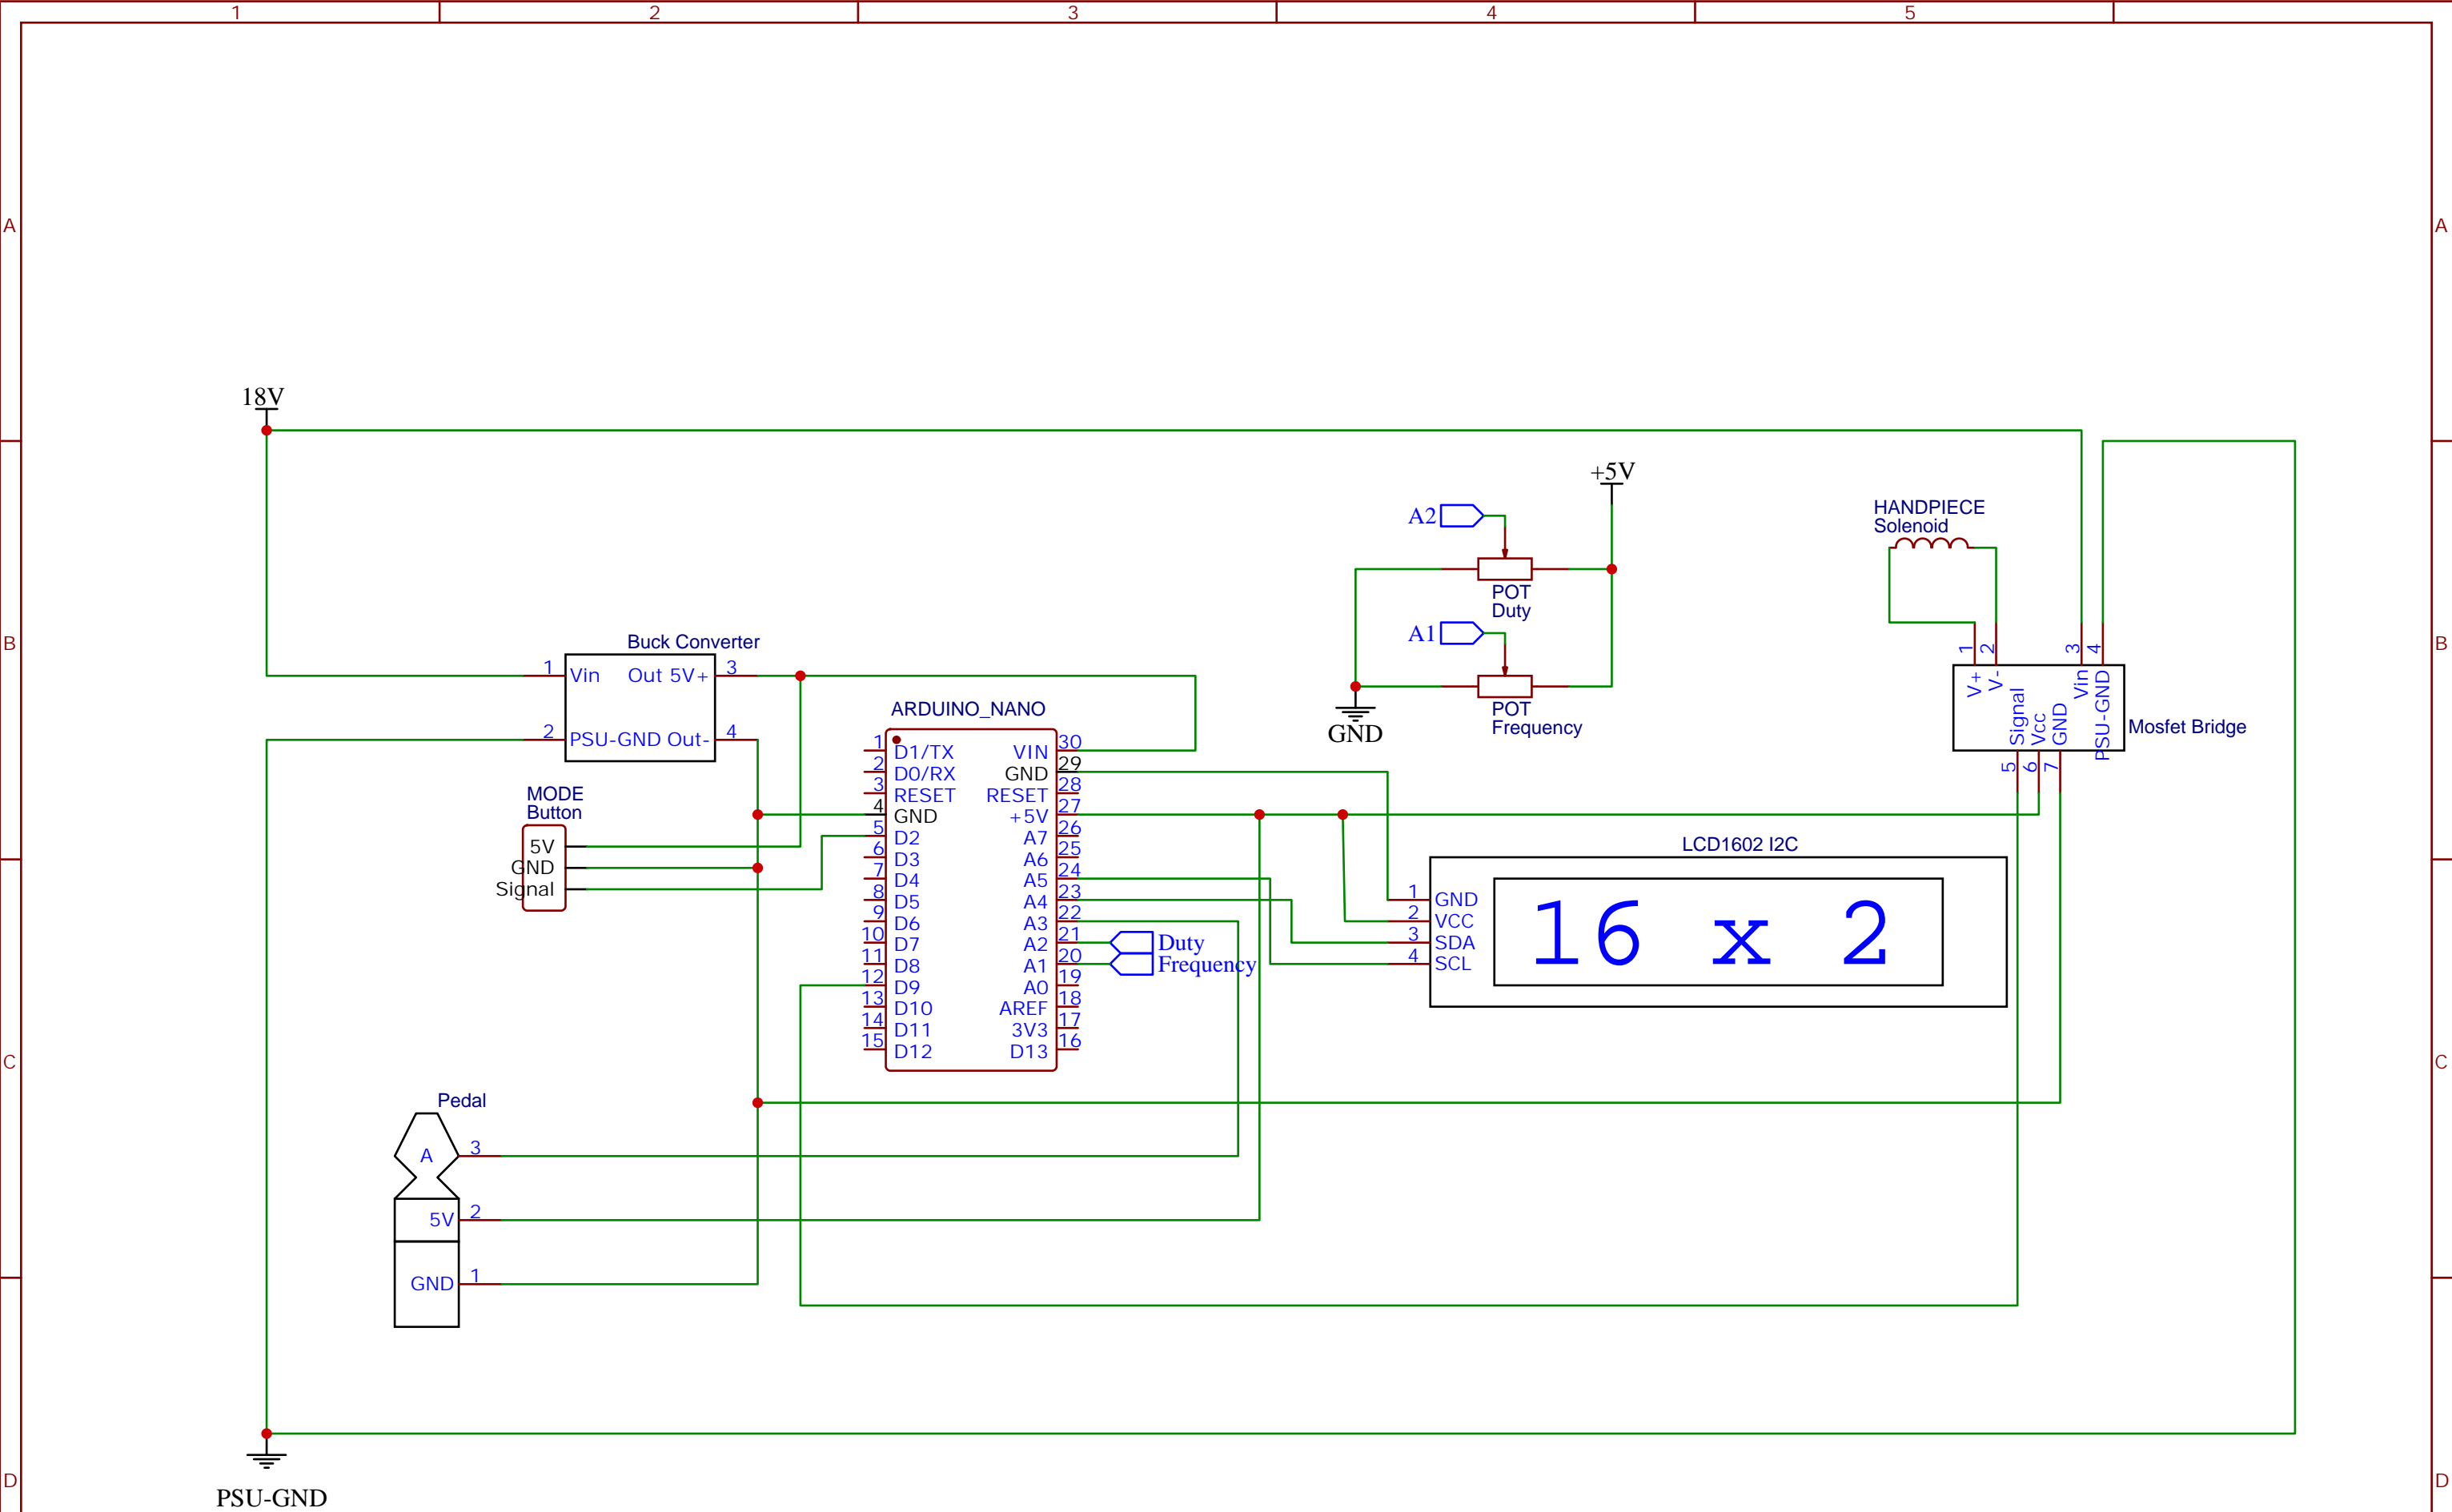 1 2 3 4 5
A A
18V
+5V
A2
HANDPIECE
Solenoid
POT
Duty
A1
B B
Buck Converter
1 Vin Out 5V+ 3
2 PSU-GND Out- 4
POT
Frequency
GND
1 2 3 4
V+ V- Vin PSU-GND
Signal Vcc GND
5 6 7
Mosfet Bridge
ARDUINO_NANO
1 D1/TX VIN 30
2 D0/RX GND 29
3 RESET RESET 28
4 GND +5V 27
5 D2 A7 26
6 D3 A6 25
7 D4 A5 24
8 D5 A4 23
9 D6 A3 22
10 D7 A2 21 Duty
11 D8 A1 20 Frequency
12 D9 A0 19
13 D10 AREF 18
14 D11 3V3 17
15 D12 D13 16
MODE
Button
5V
GND
Signal
LCD1602 I2C
1 GND
2 VCC
3 SDA
4 SCL
16 x 2
C C
Pedal
A 3
5V 2
GND 1
D D
PSU-GND